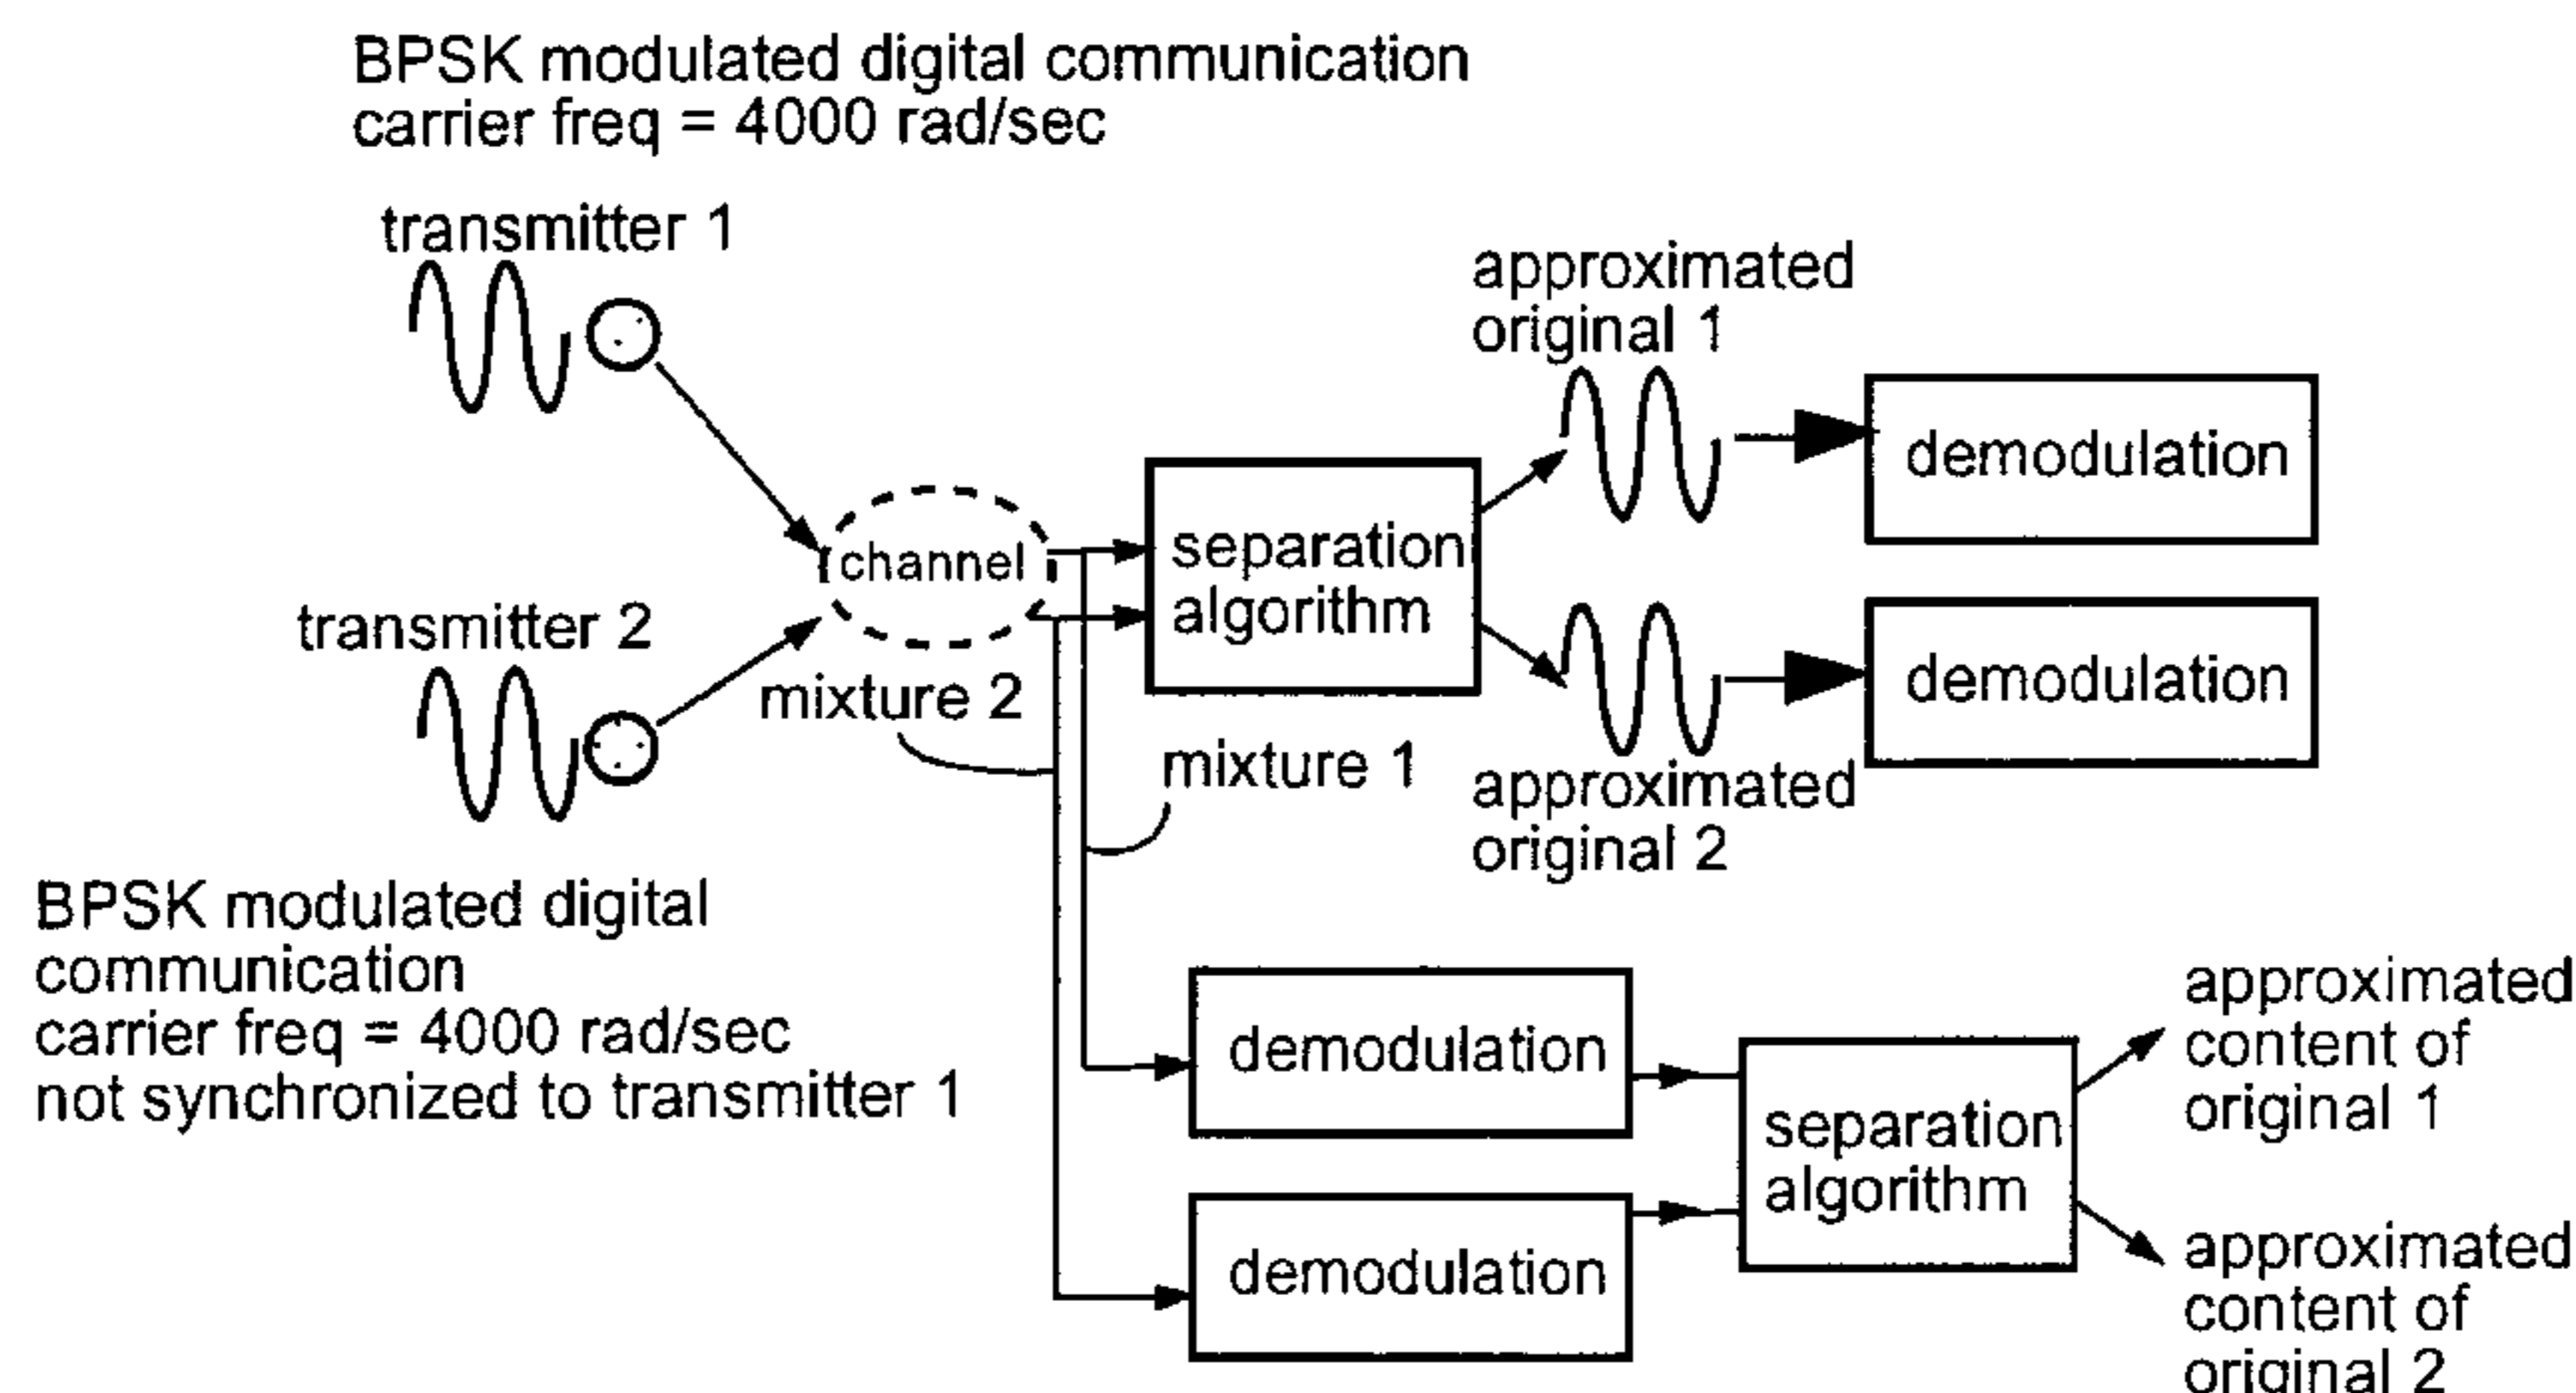 BPSK modulated digital communication
carrier freq = 4000 rad/sec
transmitter 1
approximated
original 1
demodulation
channel
separation
algorithm
transmitter 2
mixture 2
demodulation
mixture 1
approximated
original 2
BPSK modulated digital
communication
carrier freq = 4000 rad/sec
not synchronized to transmitter 1
demodulation
approximated
content of
original 1
separation
algorithm
demodulation
approximated
content of
original 2